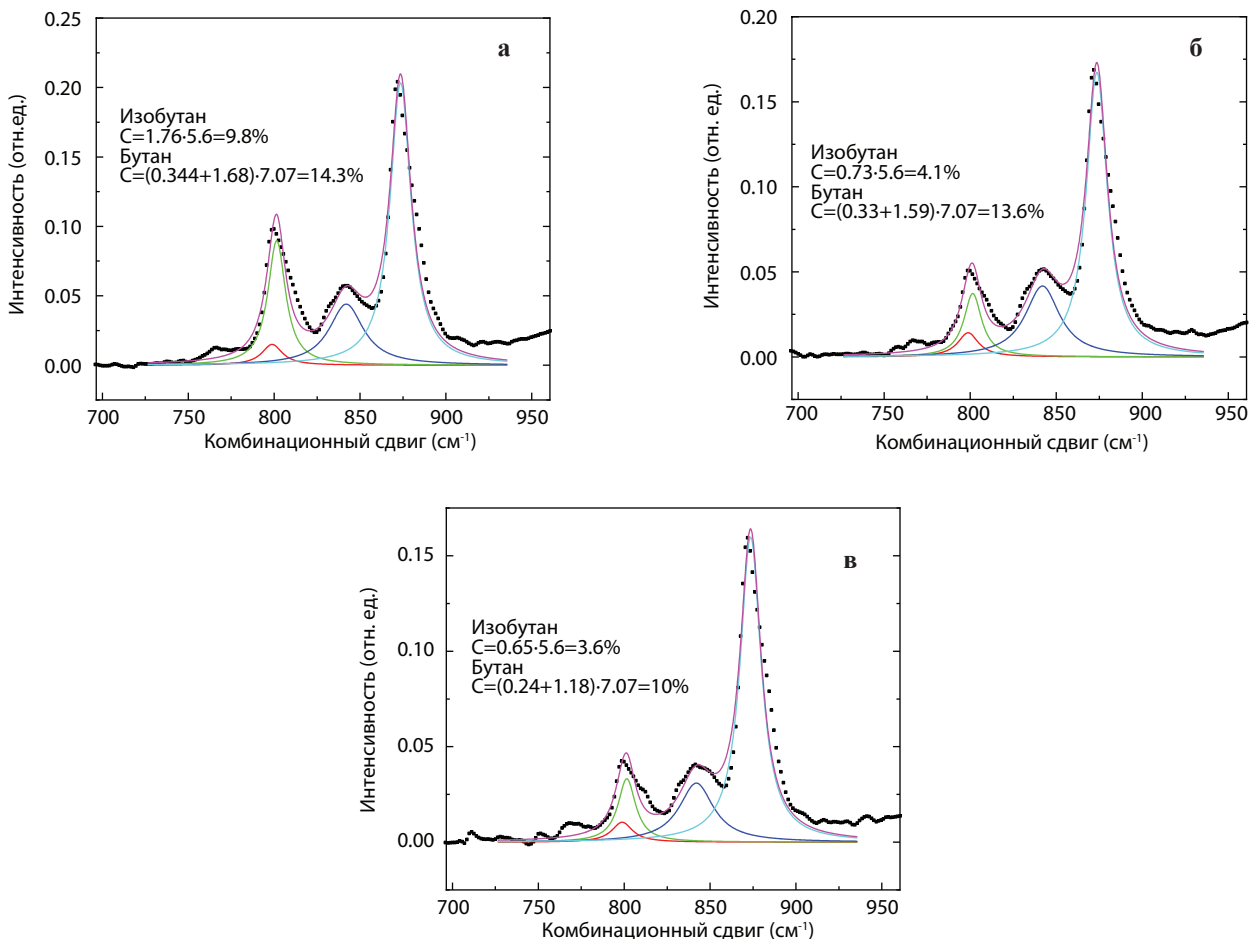 а
Интенсивность (отн.ед.)
0.25
0.20
0.15
0.10
0.05
0.00
Изобутан
C=1.76·5.6=9.8%
Бутан
C=(0.344+1.68)·7.07=14.3%
700 750 800 850 900 950
Комбинационный сдвиг (см-1)
б
Интенсивность (отн. ед.)
0.20
0.15
0.10
0.05
0.00
Изобутан
C=0.73·5.6=4.1%
Бутан
C=(0.33+1.59)·7.07=13.6%
700 750 800 850 900 950
Комбинационный сдвиг (см-1)
в
Интенсивность (отн. ед.)
0.15
0.10
0.05
0.00
Изобутан
C=0.65·5.6=3.6%
Бутан
C=(0.24+1.18)·7.07=10%
700 750 800 850 900 950
Комбинационный сдвиг (см-1)